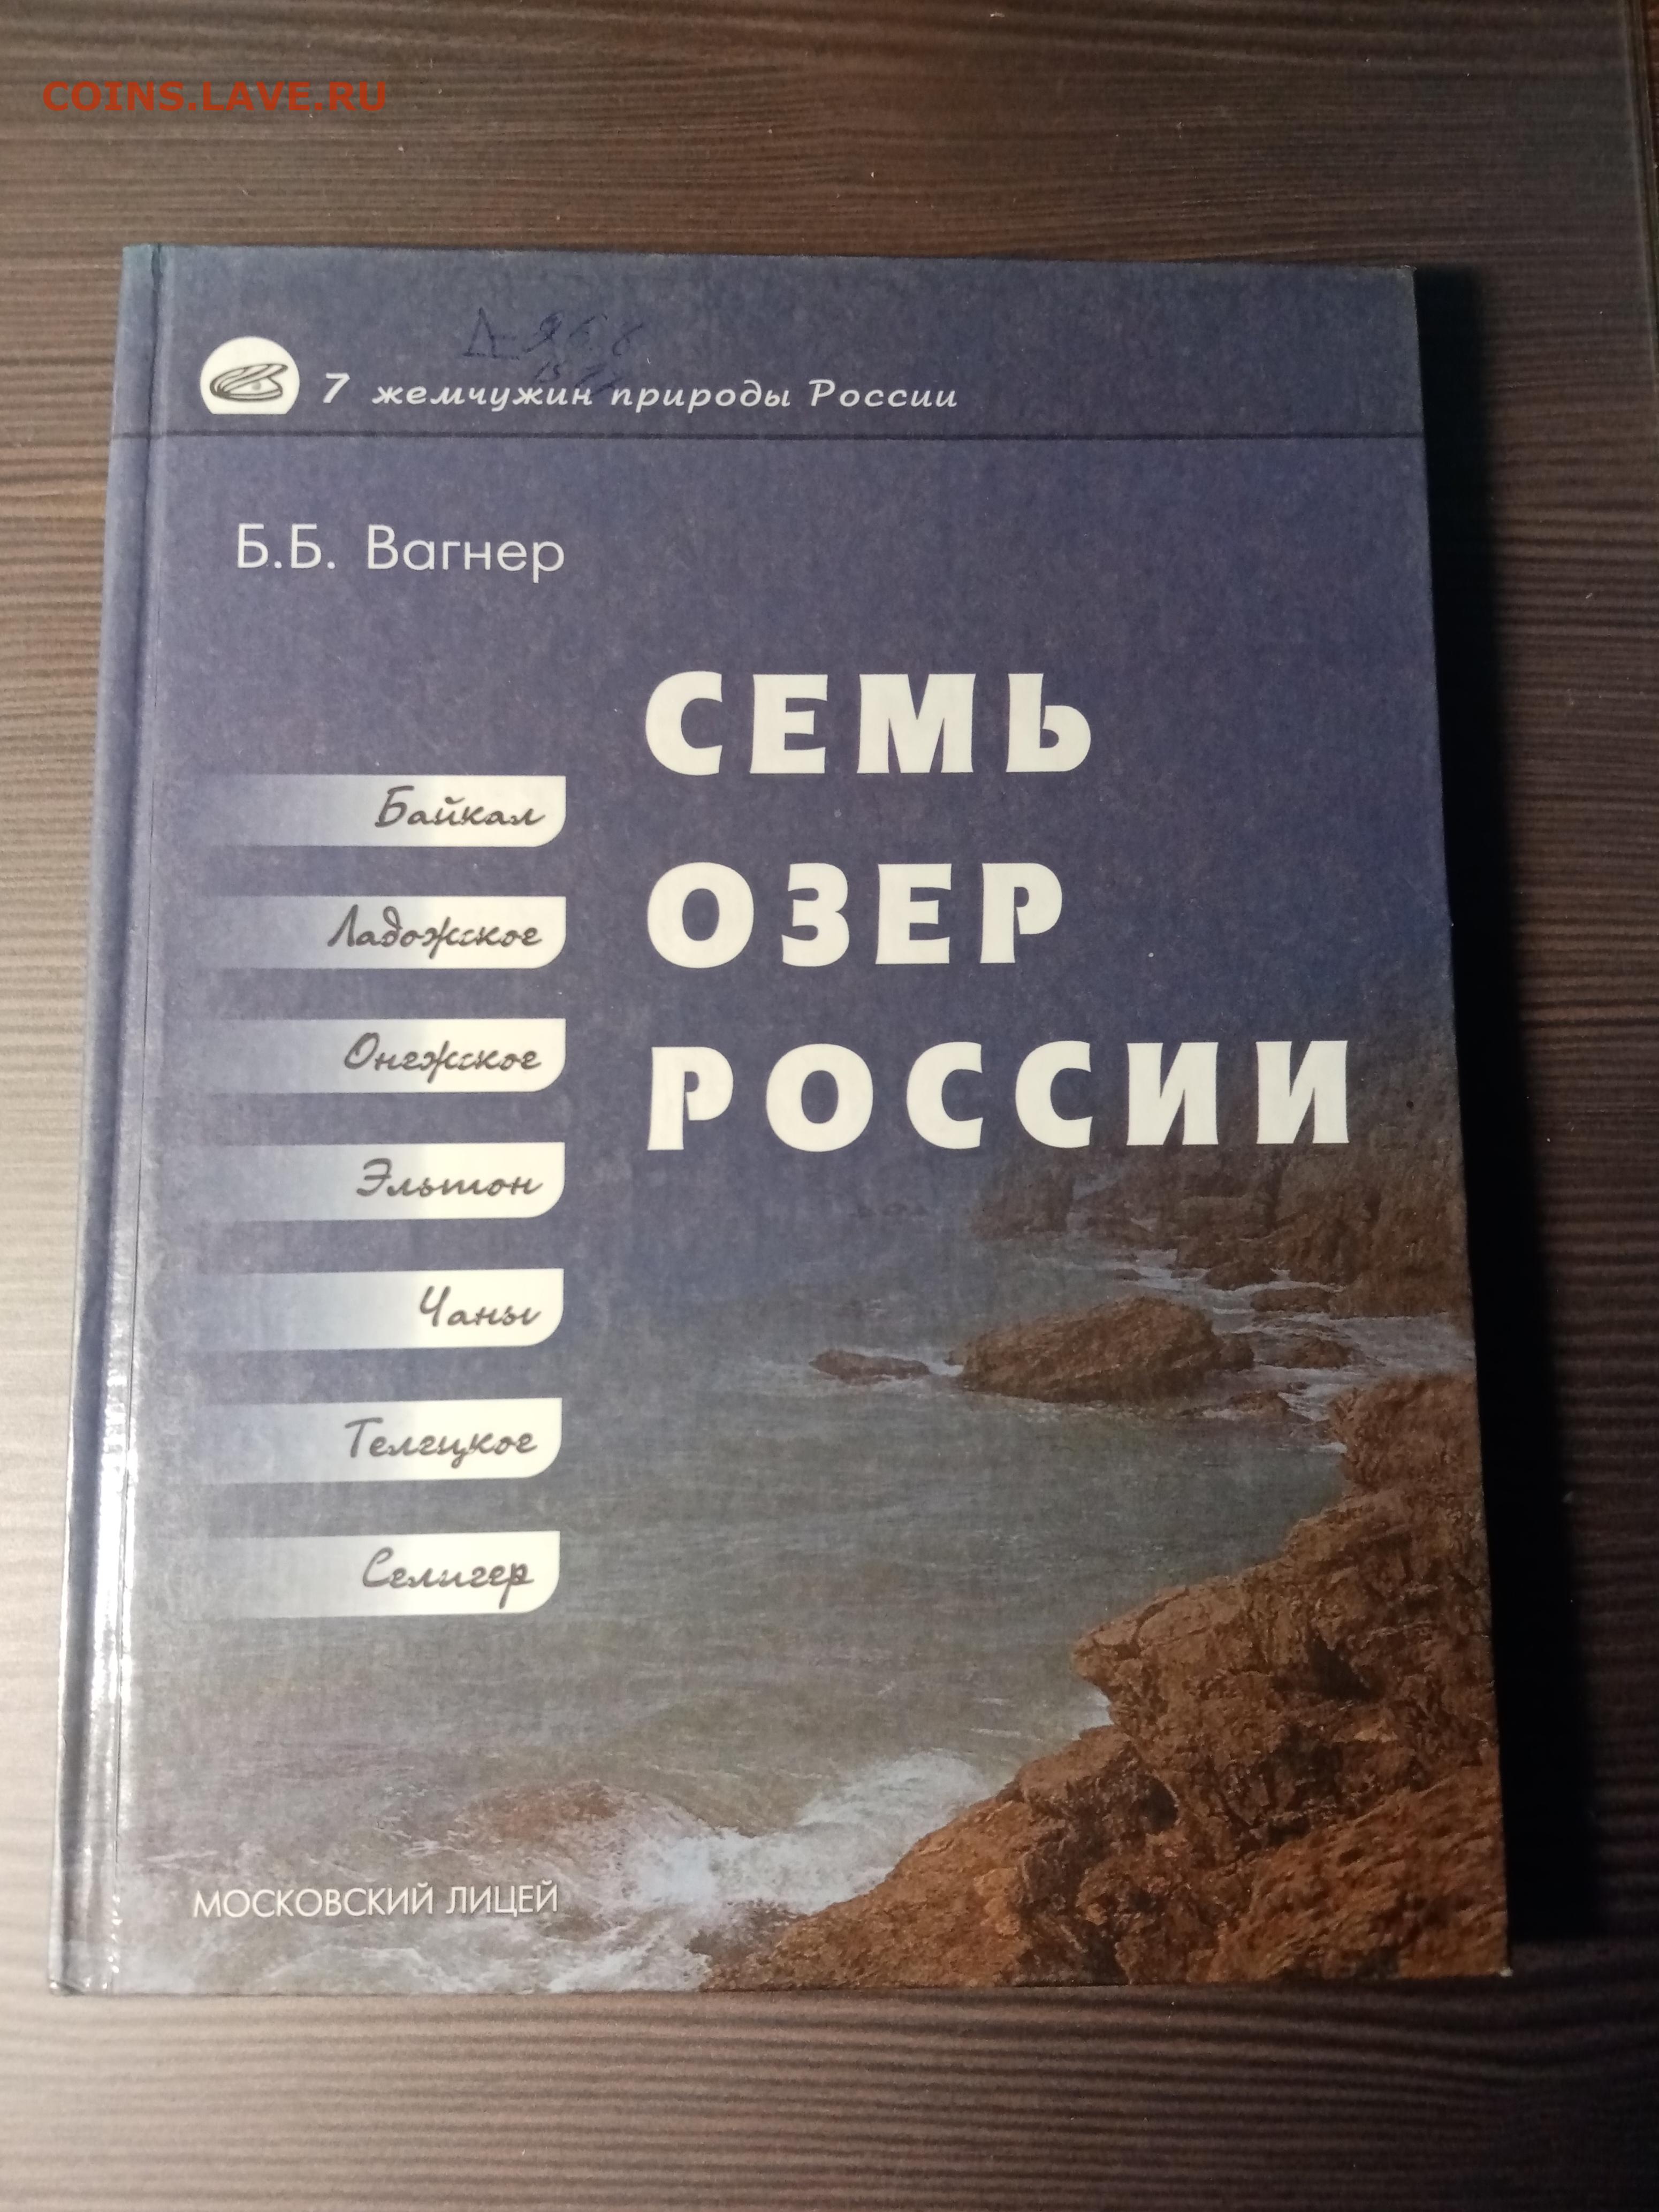 COINS.LAVE.RU
7 жемчужин природы России
Б.Б. Вагнер
СЕМЬ
ОЗЕР
РОССИИ
Байкал
Ладожское
Онежское
Эльтон
Чаны
Телецкое
Селигер
МОСКОВСКИЙ ЛИЦЕЙ